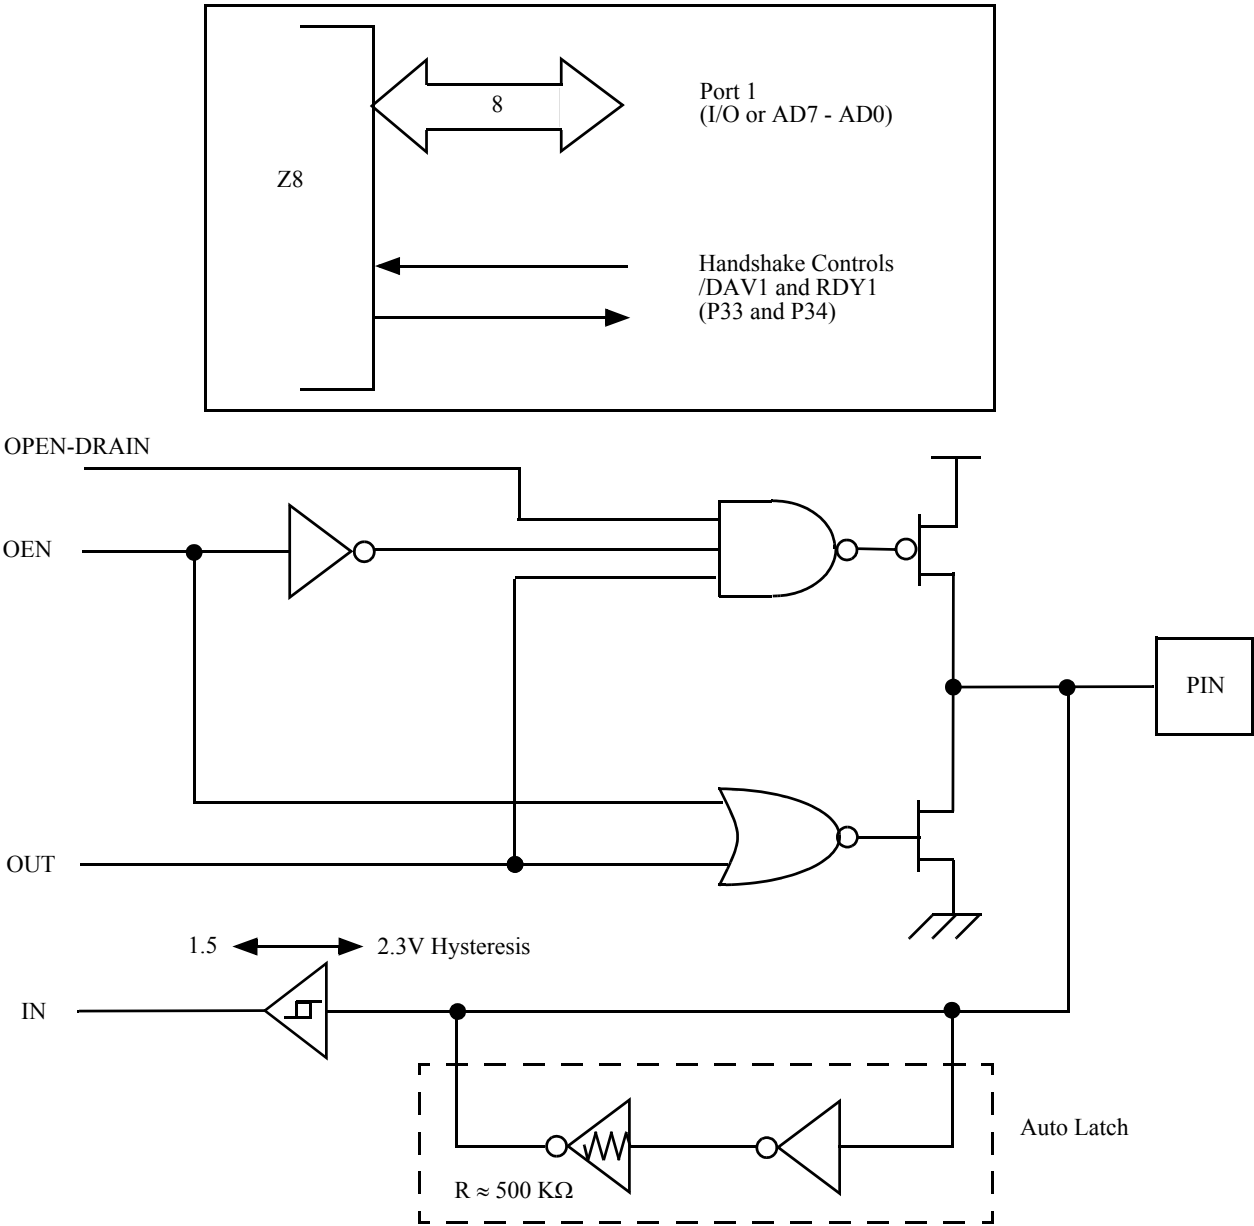 8
Port 1
(I/O or AD7 - AD0)
Z8
Handshake Controls
/DAV1 and RDY1
(P33 and P34)
OPEN-DRAIN
OEN
PIN
OUT
1.5
2.3V Hysteresis
IN
Auto Latch
R ≈ 500 KΩ